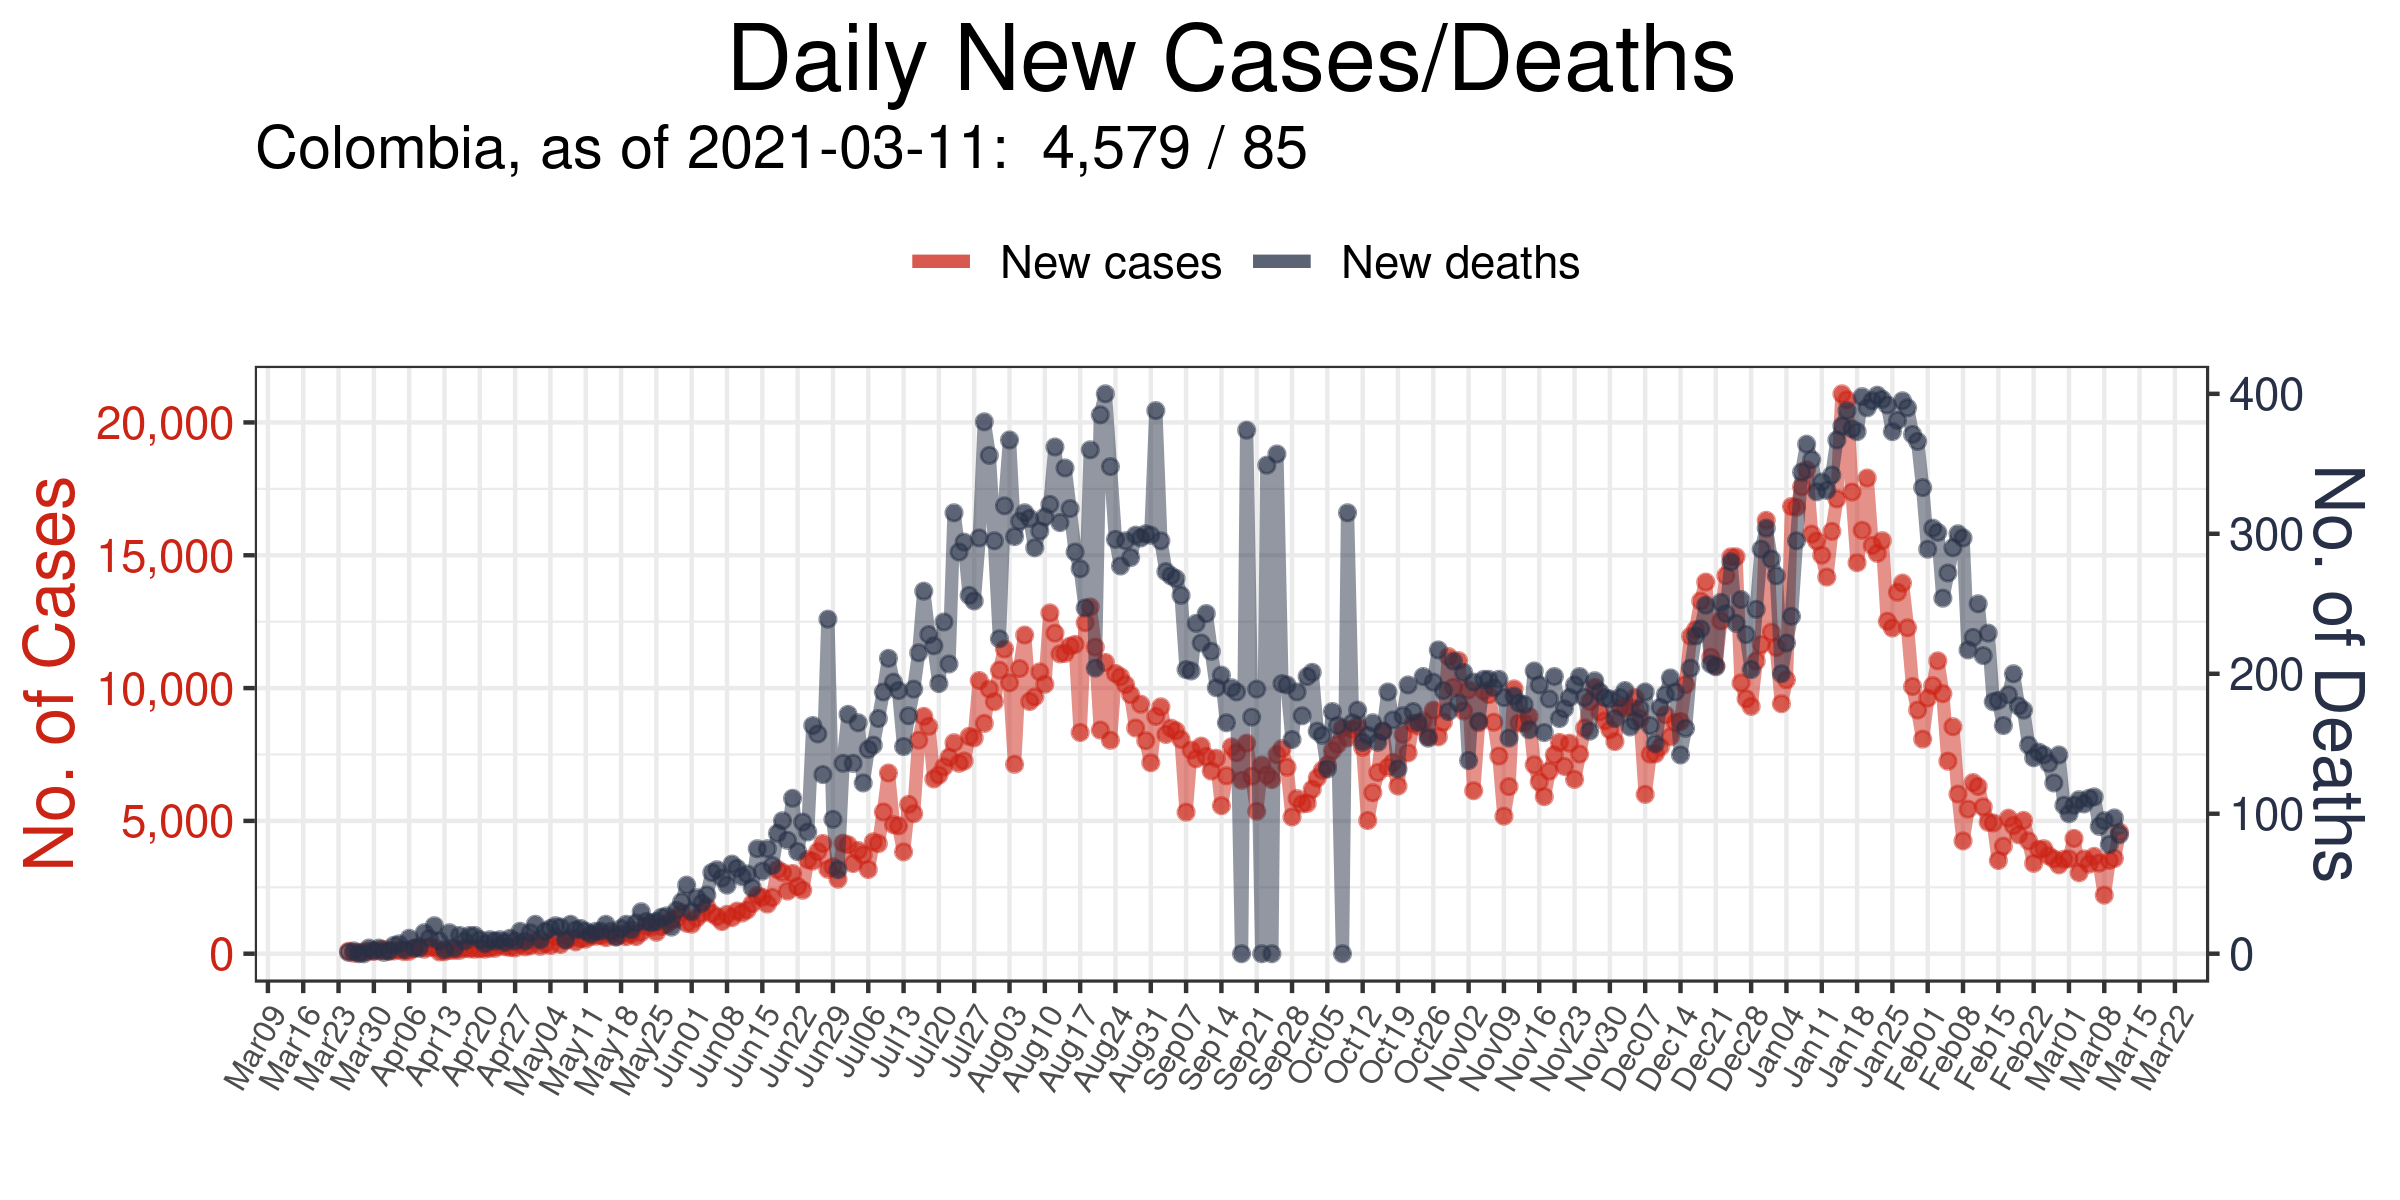 Daily New Cases/Deaths
Colombia, as of 2021-03-11:  4,579 / 85
New cases New deaths
No. of Cases
20,000
15,000
10,000
5,000
0
400
300
200
100
0
No. of Deaths
Mar09 Mar16 Mar23 Mar30 Apr06 Apr13 Apr20 Apr27 May04 May11 May18 May25 Jun01 Jun08 Jun15 Jun22 Jun29 Jul06 Jul13 Jul20 Jul27 Aug03 Aug10 Aug17 Aug24 Aug31 Sep07 Sep14 Sep21 Sep28 Oct05 Oct12 Oct19 Oct26 Nov02 Nov09 Nov16 Nov23 Nov30 Dec07 Dec14 Dec21 Dec28 Jan04 Jan11 Jan18 Jan25 Feb01 Feb08 Feb15 Feb22 Mar01 Mar08 Mar15 Mar22